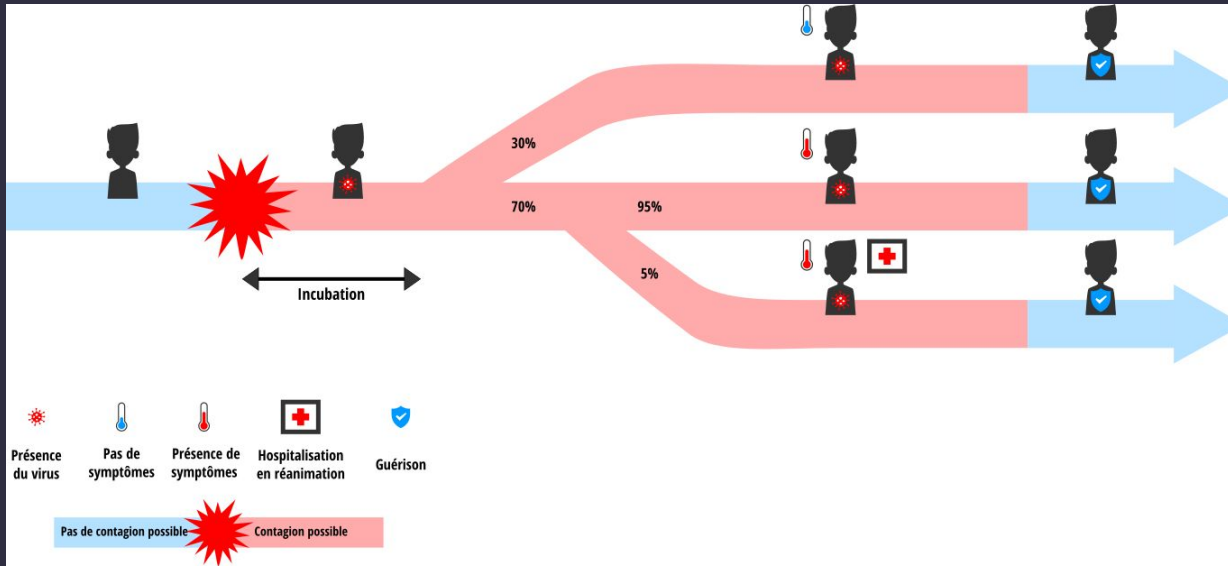 30%
70%
95%
5%
Incubation
Présence
du virus
Pas de
symptômes
Présence de
symptômes
Hospitalisation
en réanimation
Guérison
Pas de contagion possible
Contagion possible